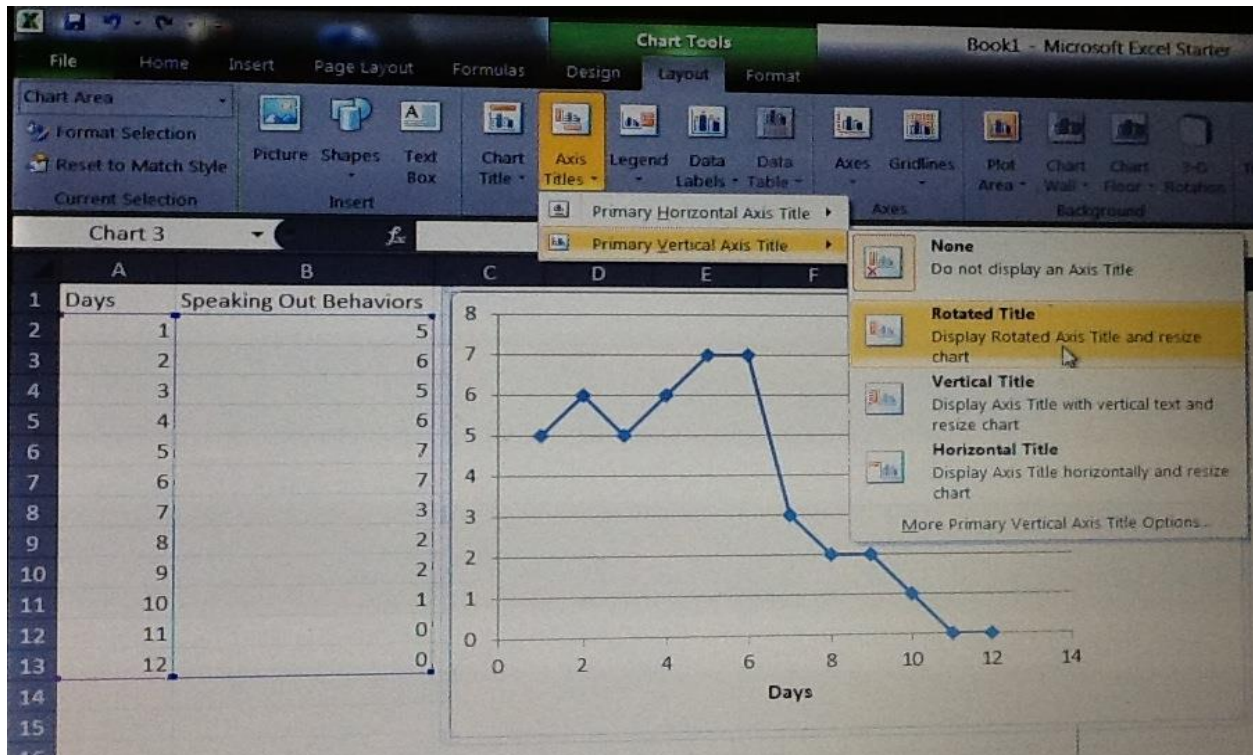 Chart Tools
Book1 - Microsoft Excel Starter
File Home Insert Page Layout Formulas Design Layout Format
Chart Area
Format Selection
Reset to Match Style
Current Selection
Picture Shapes Text Box
Insert
Chart Title Axis Titles Legend Data Labels Data Table
Axes Gridlines
Axes
Plot Area Chart Wall Chart Floor 3-D Rotation
Background
Primary Horizontal Axis Title
Primary Vertical Axis Title
None
Do not display an Axis Title
Rotated Title
Display Rotated Axis Title and resize
chart
Vertical Title
Display Axis Title with vertical text and
resize chart
Horizontal Title
Display Axis Title horizontally and resize
chart
More Primary Vertical Axis Title Options...
Chart 3 fx
A B C D E F
1 Days Speaking Out Behaviors
2 1 5
3 2 6
4 3 5
5 4 6
6 5 7
7 6 7
8 7 3
9 8 2
10 9 2
11 10 1
12 11 0
13 12 0
14
15
8
7
6
5
4
3
2
1
0
0 2 4 6 8 10 12 14
Days